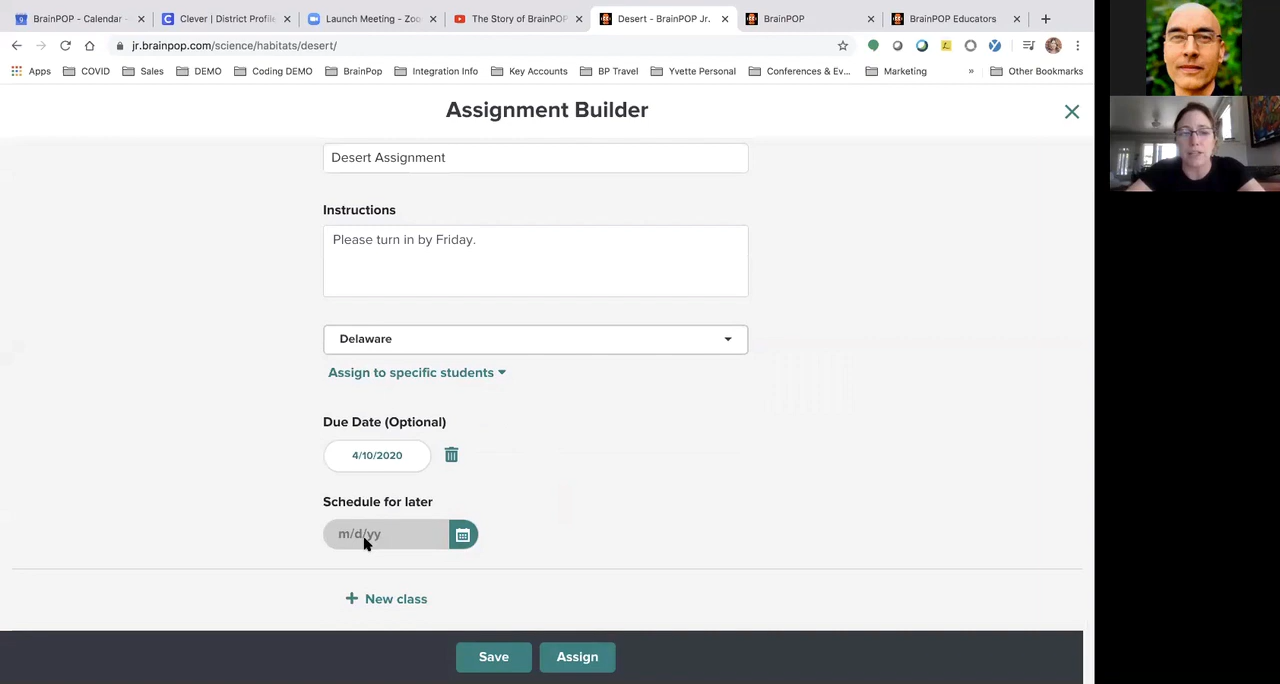 BrainPOP - Calendar -
Clever | District Profile
Launch Meeting - Zoo
The Story of BrainPOP
Desert - BrainPOP Jr.
BrainPOP
BrainPOP Educators
jr.brainpop.com/science/habitats/desert/
Apps
COVID
Sales
DEMO
Coding DEMO
BrainPop
Integration Info
Key Accounts
BP Travel
Yvette Personal
Conferences & Ev...
Marketing
»
Other Bookmarks
Assignment Builder
Desert Assignment
Instructions
Please turn in by Friday.
Delaware
Assign to specific students
Due Date (Optional)
4/10/2020
Schedule for later
m/d/yy
+ New class
Save
Assign